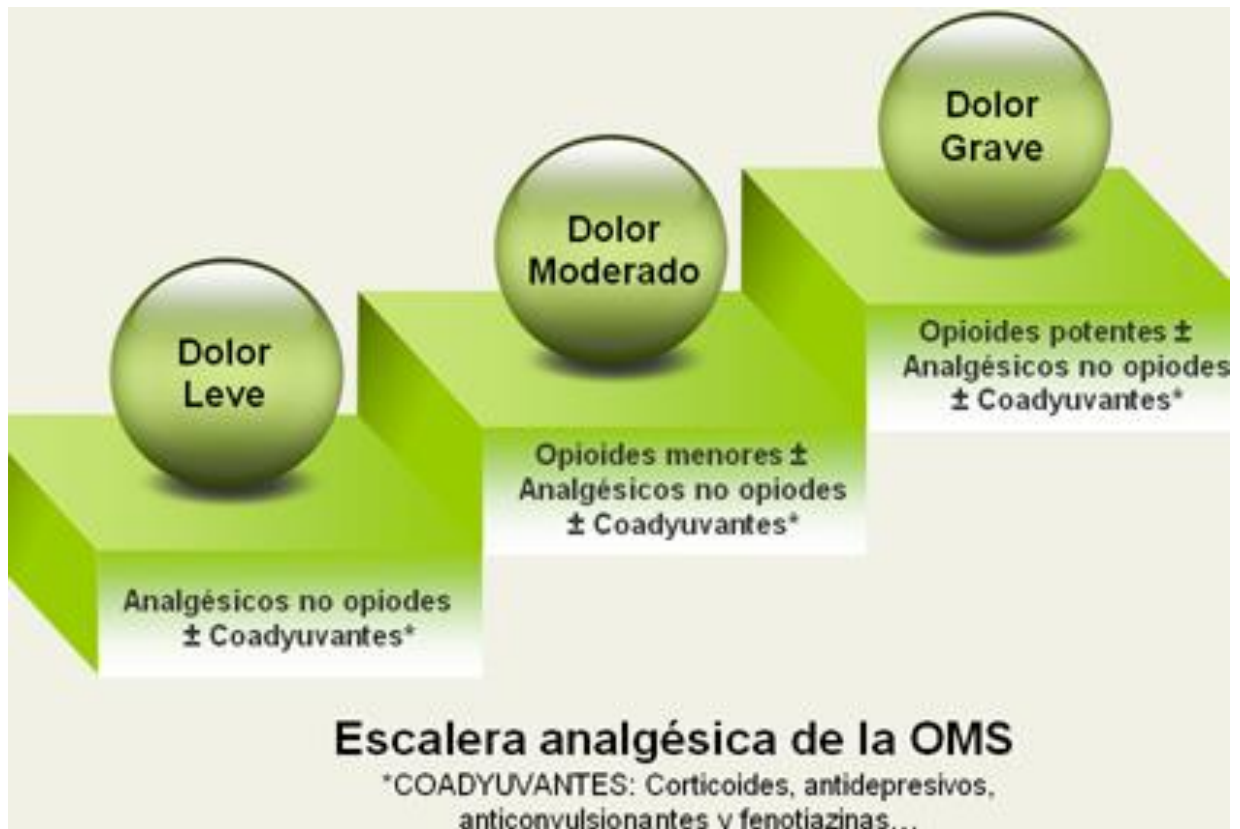 Dolor
Leve
Analgésicos no opiodes
± Coadyuvantes*
Dolor
Moderado
Opioides menores ±
Analgésicos no opiodes
± Coadyuvantes*
Dolor
Grave
Opioides potentes ±
Analgésicos no opiodes
± Coadyuvantes*
Escalera analgésica de la OMS
*COADYUVANTES: Corticoides, antidepresivos,
anticonvulsionantes y fenotiazinas...